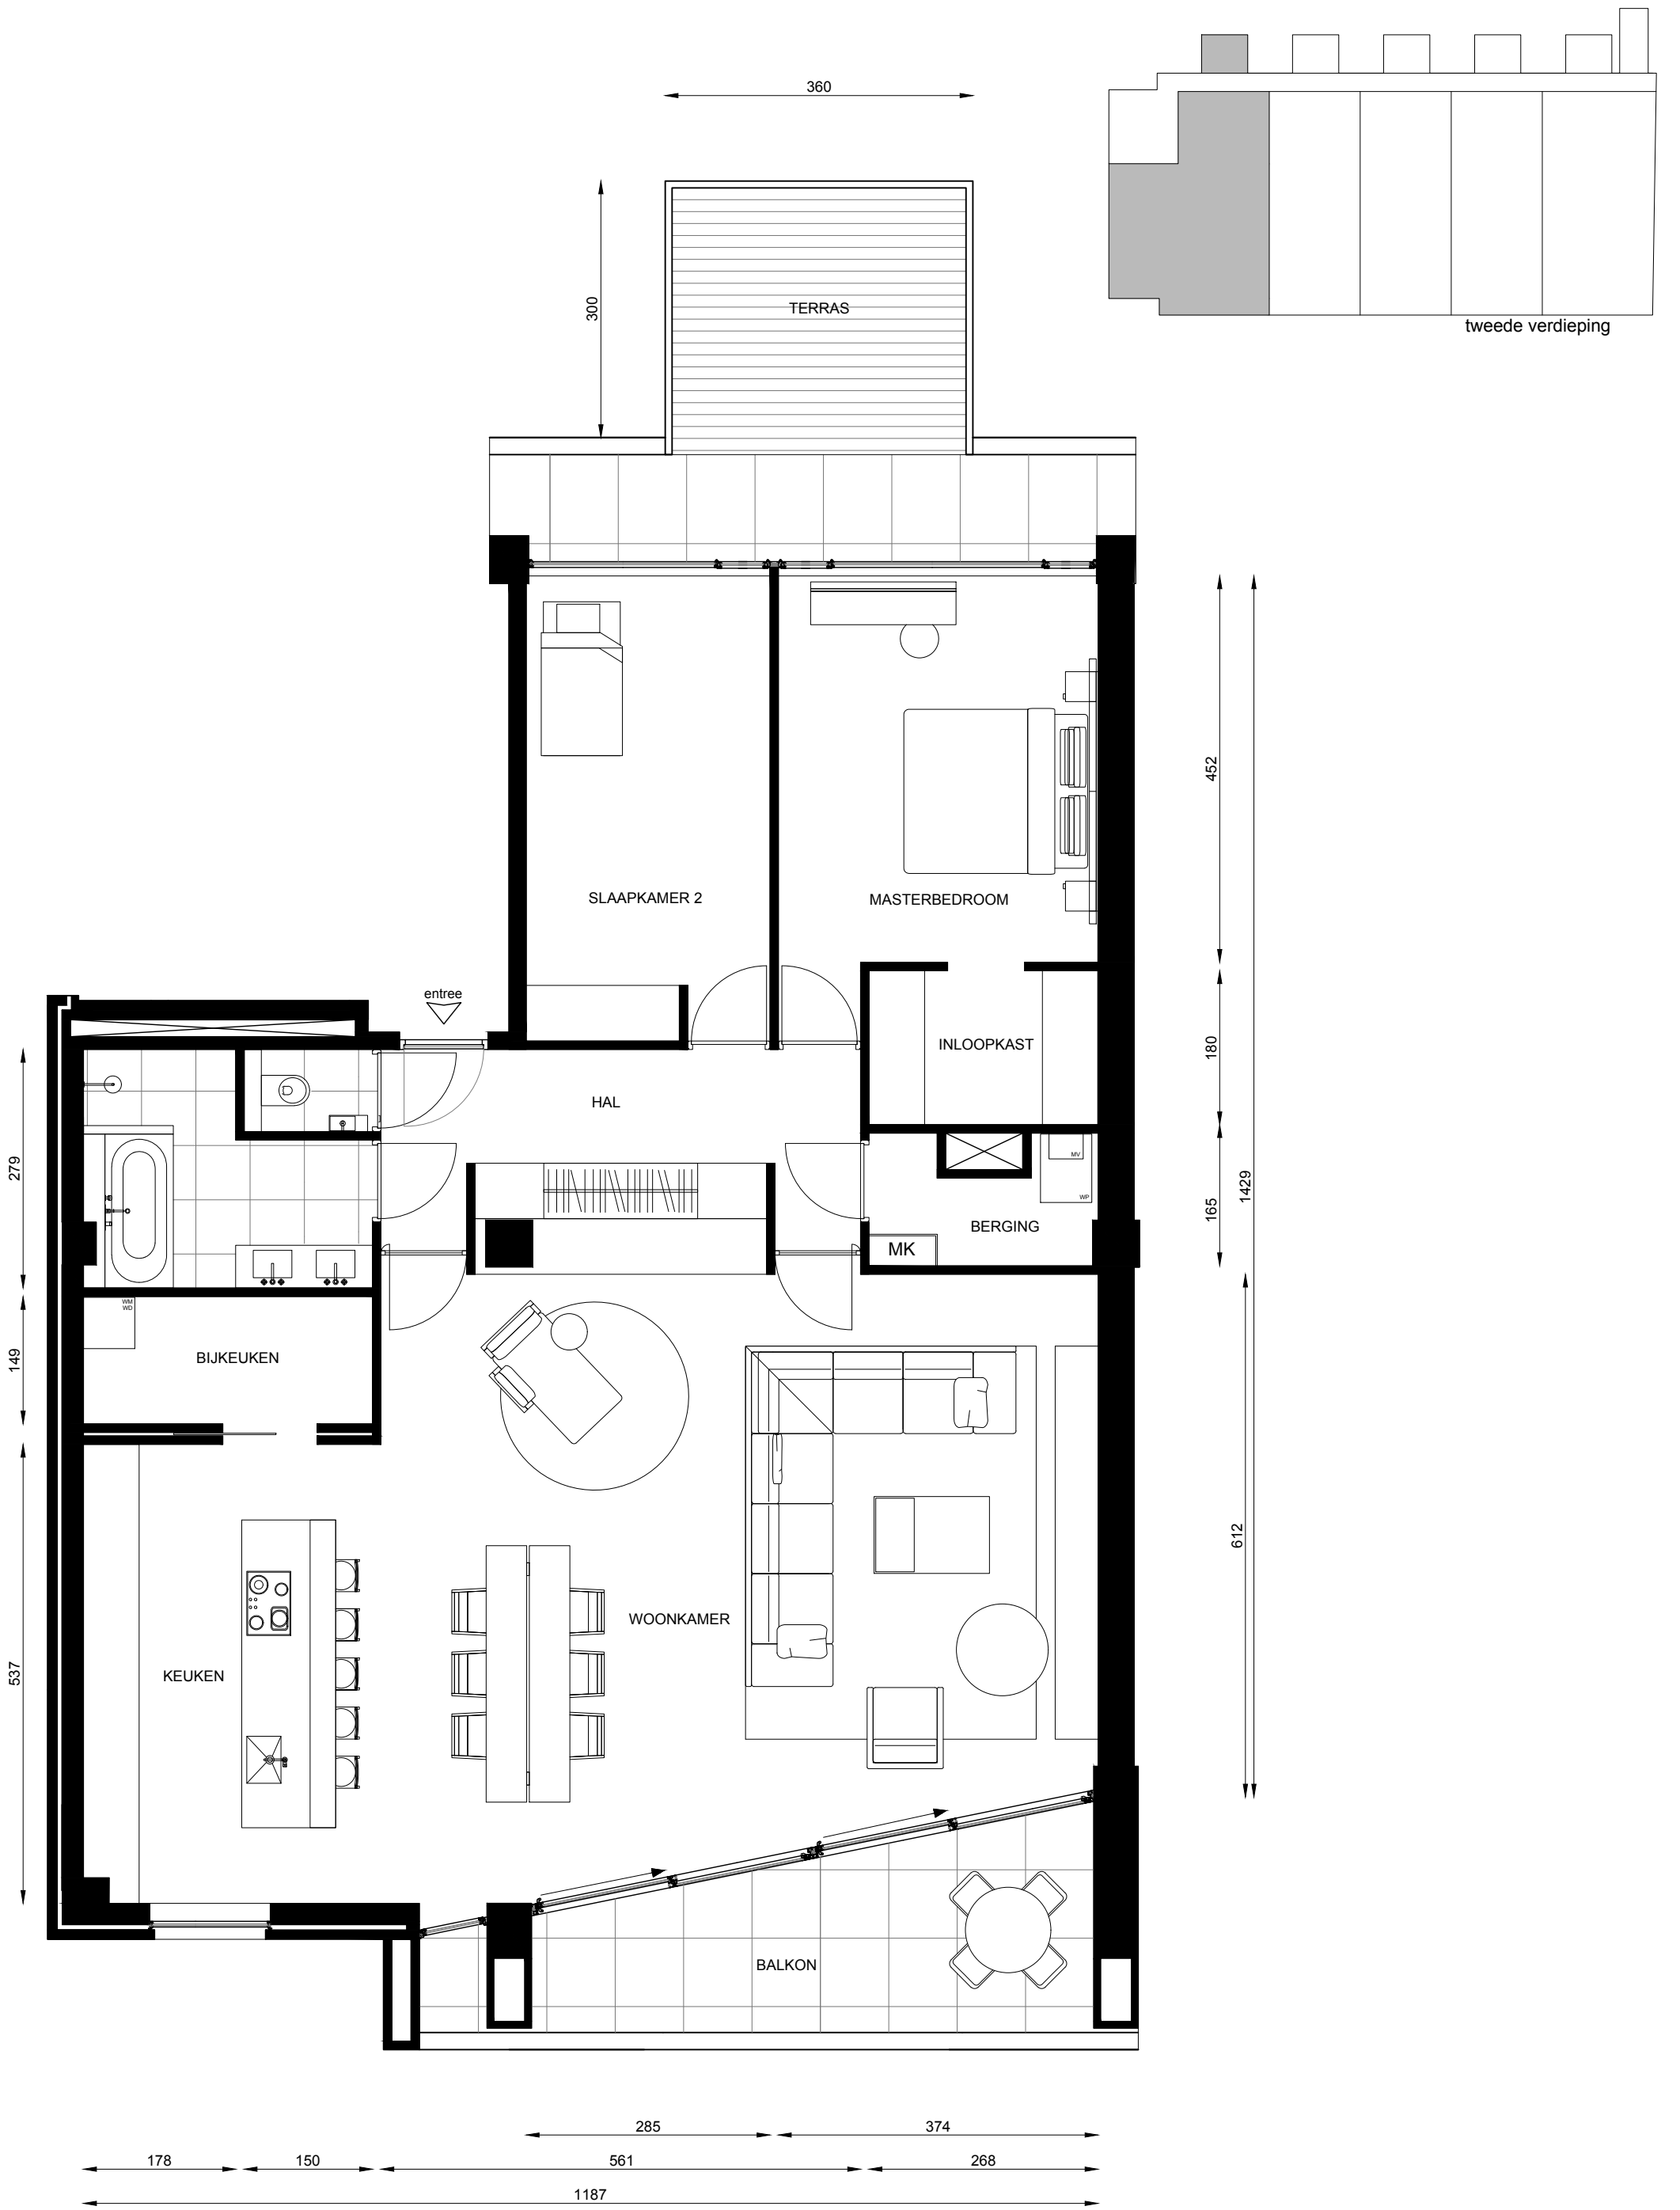 360
tweede verdieping
300
TERRAS
452
SLAAPKAMER 2
MASTERBEDROOM
entree
INLOOPKAST
180
HAL
279
MV
WP
165
1429
BERGING
MK
WM
WD
149
BIJKEUKEN
612
WOONKAMER
537
KEUKEN
BALKON
285
374
178
150
561
268
1187